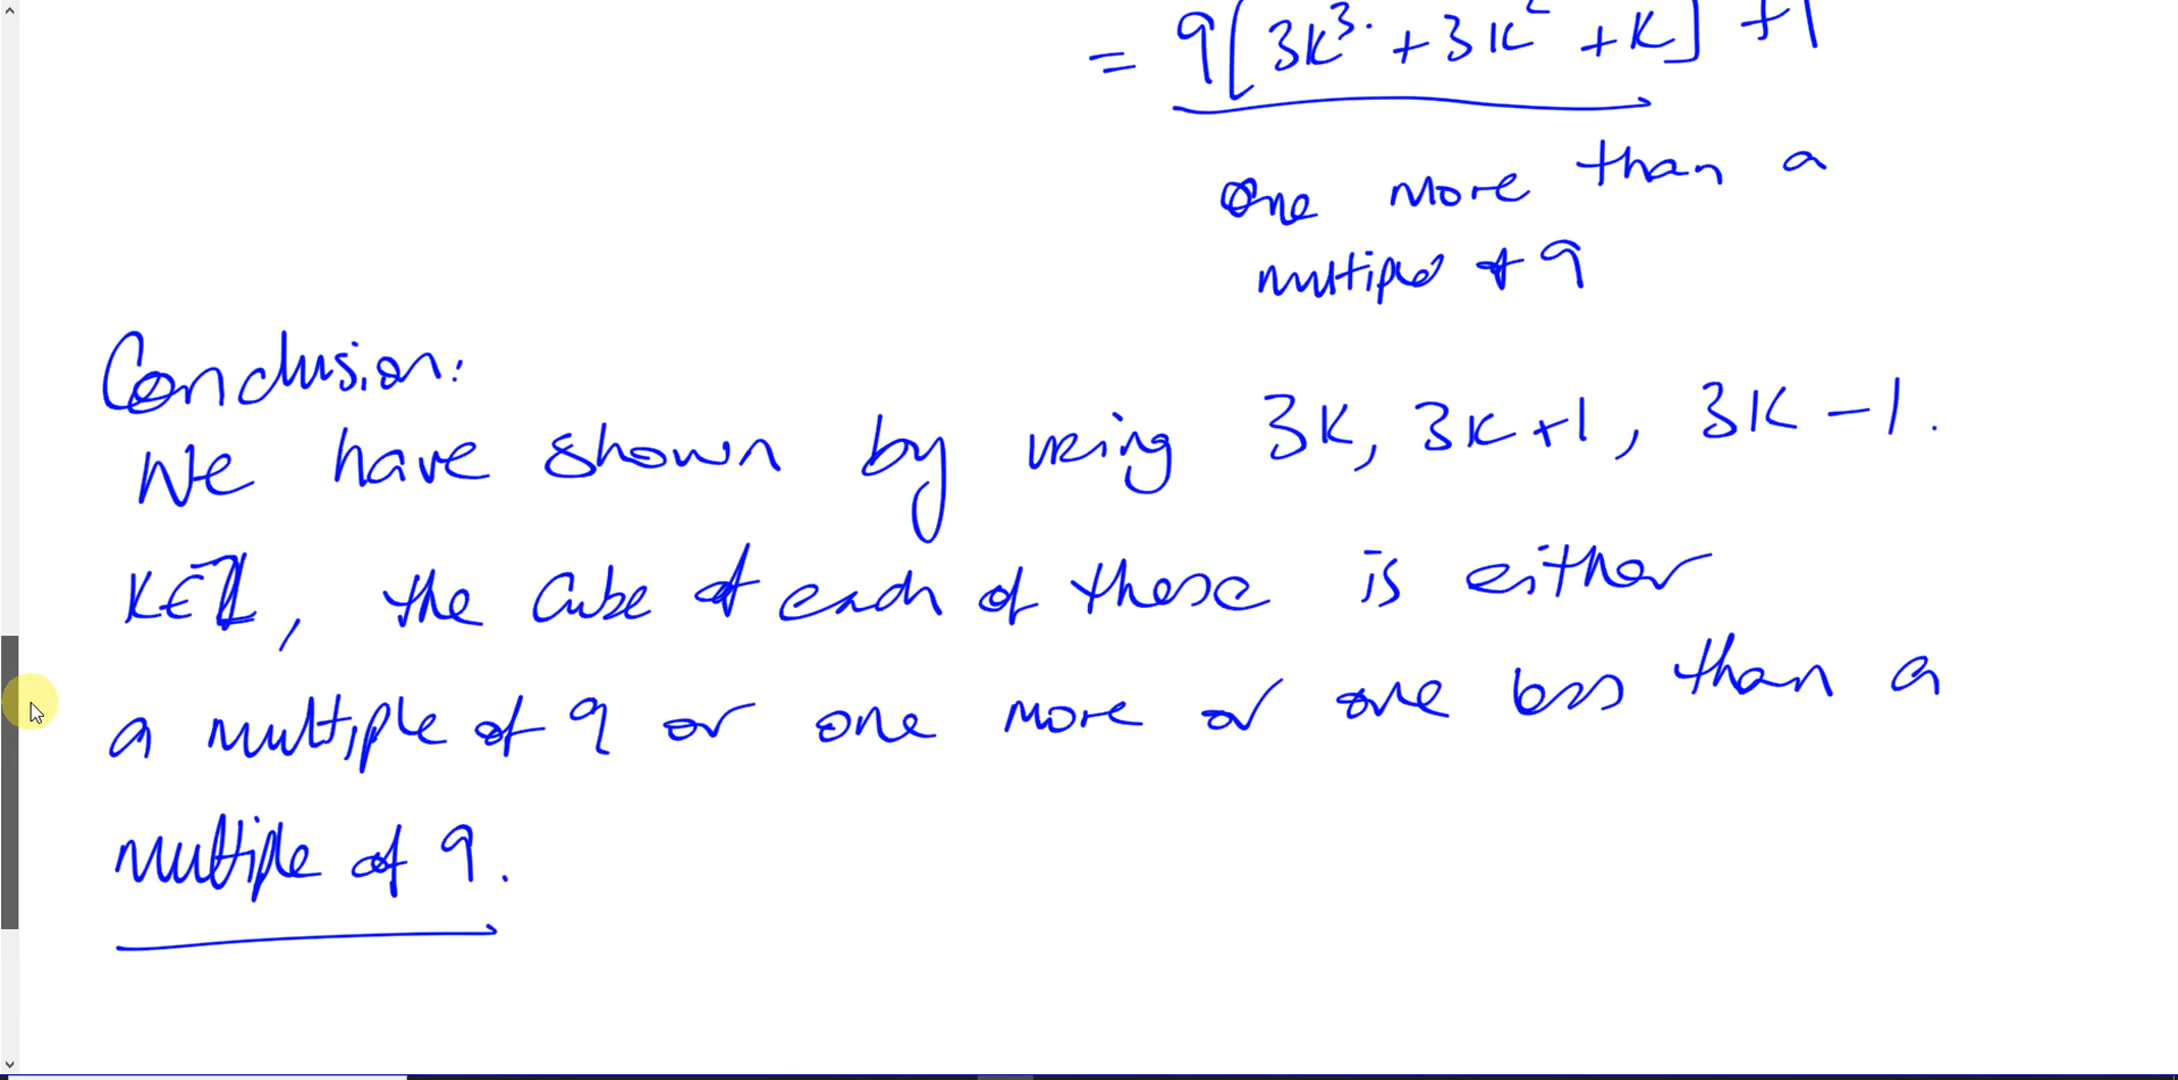 = 9[3k³ + 3k² + k] + 1
one more than a
multiple of 9
Conclusion:
We have shown by using 3k, 3k+1, 3k-1.
k∈ℤ, the cube of each of these is either
a multiple of 9 or one more or one less than a
multiple of 9.